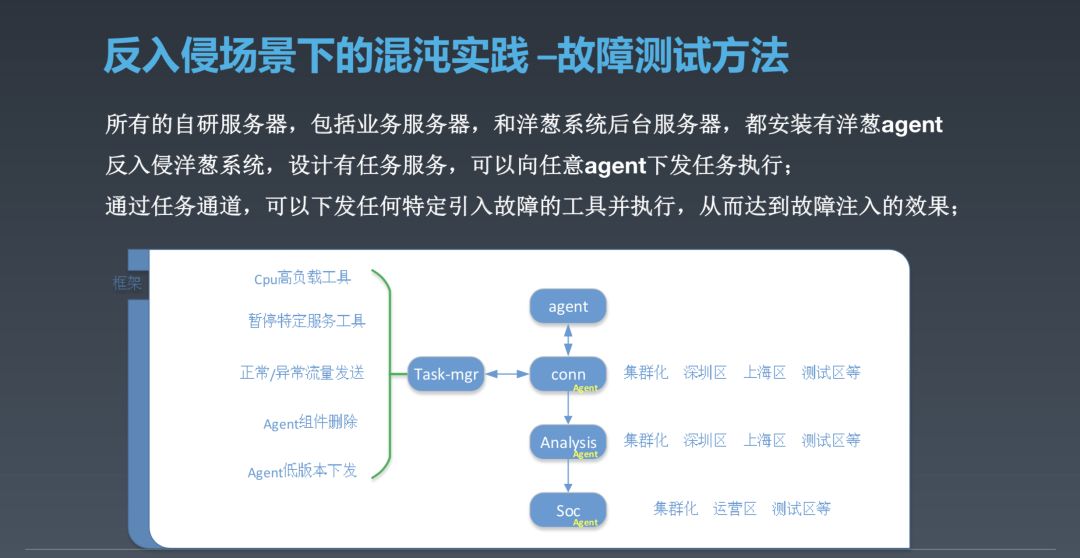 反入侵场景下的混沌实践 –故障测试方法
所有的自研服务器，包括业务服务器，和洋葱系统后台服务器，都安装有洋葱agent
反入侵洋葱系统，设计有任务服务，可以向任意agent下发任务执行；
通过任务通道，可以下发任何特定引入故障的工具并执行，从而达到故障注入的效果；
框架
Cpu高负载工具
暂停特定服务工具
正常/异常流量发送
Agent组件删除
Agent低版本下发
Task-mgr
agent
conn
Agent
集群化 深圳区 上海区 测试区等
Analysis
Agent
集群化 深圳区 上海区 测试区等
Soc
Agent
集群化 运营区 测试区等